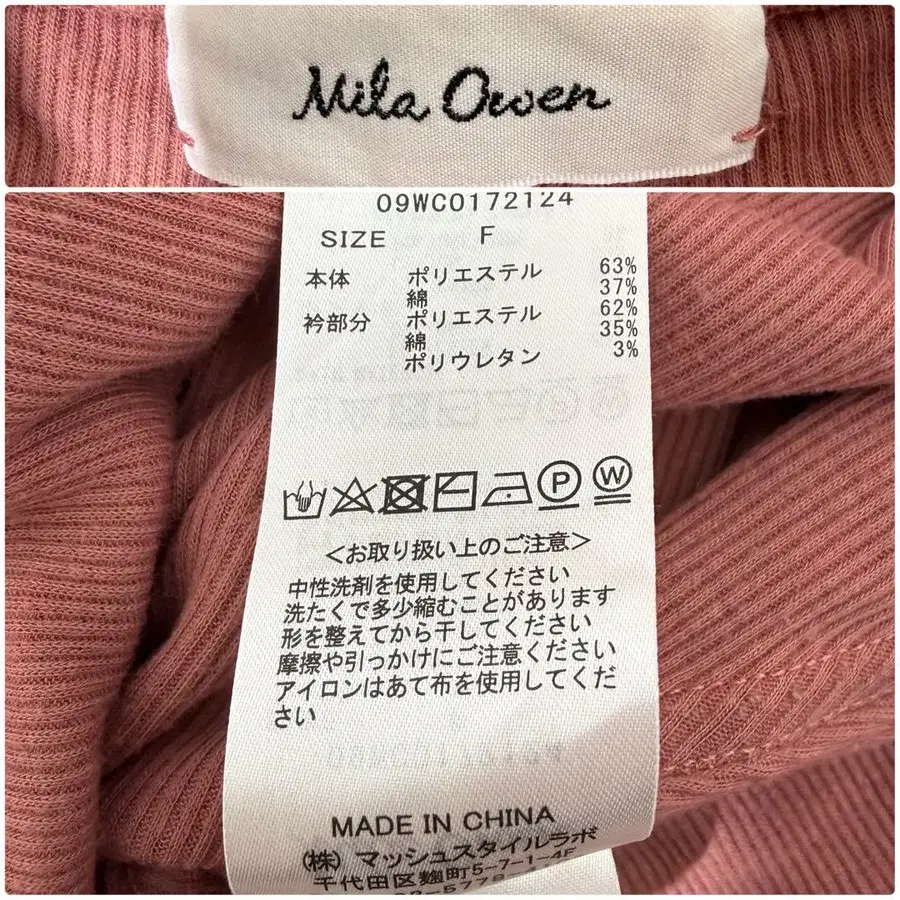 Mila Owen
09WCO172124
SIZE F
本体 ポリエステル 63%
綿 37%
衿部分 ポリエステル 62%
綿 35%
ポリウレタン 3%
P W
<お取り扱い上のご注意>
中性洗剤を使用してください
洗たくで多少縮むことがあります
形を整えてから干してください
摩擦や引っかけにご注意ください
アイロンはあて布を使用してくだ
さい
MADE IN CHINA
(株) マッシュスタイルラボ
千代田区麹町5-7-1-4F